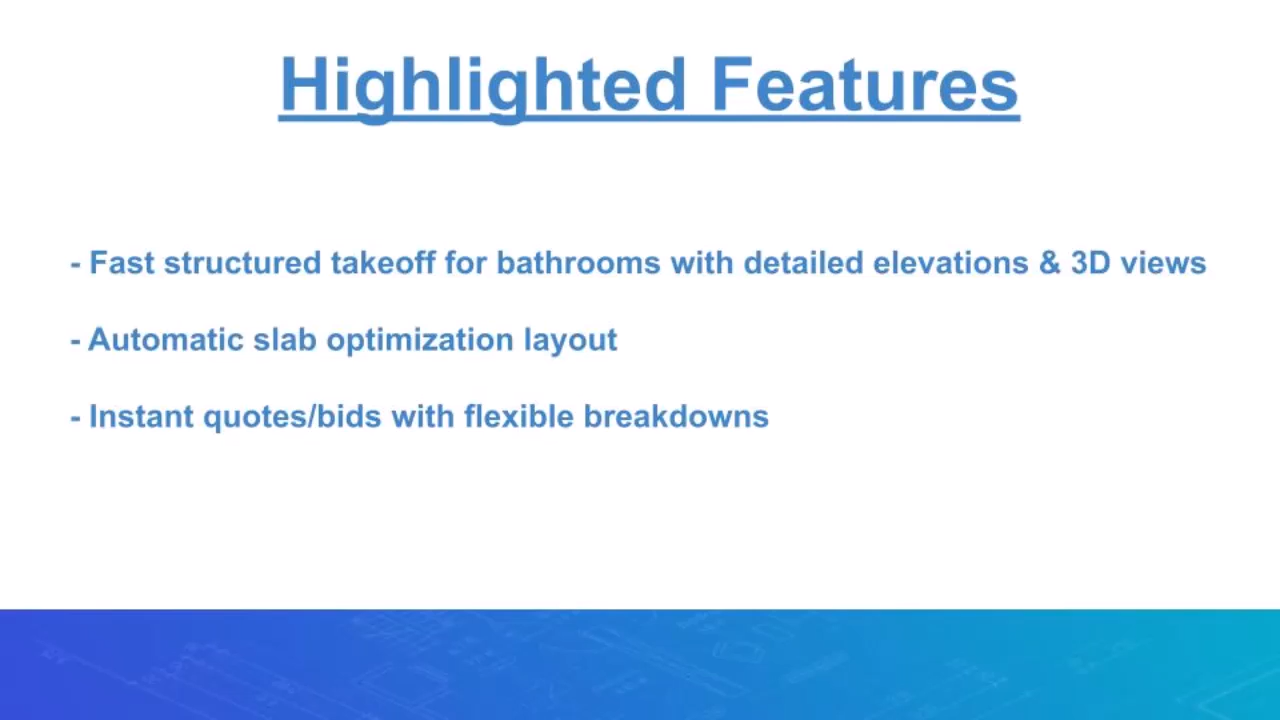 Highlighted Features
- Fast structured takeoff for bathrooms with detailed elevations & 3D views
- Automatic slab optimization layout
- Instant quotes/bids with flexible breakdowns